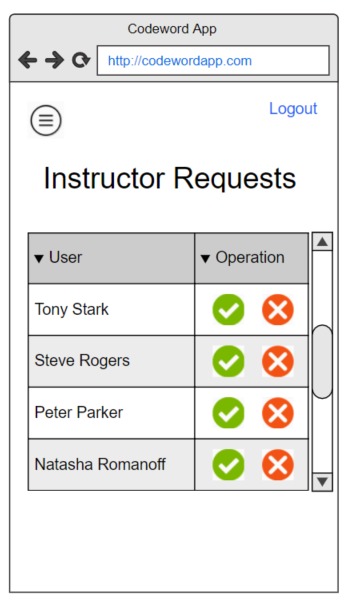 Codeword App
http://codewordapp.com
Logout
Instructor Requests
▼ User ▼ Operation
Tony Stark
Steve Rogers
Peter Parker
Natasha Romanoff